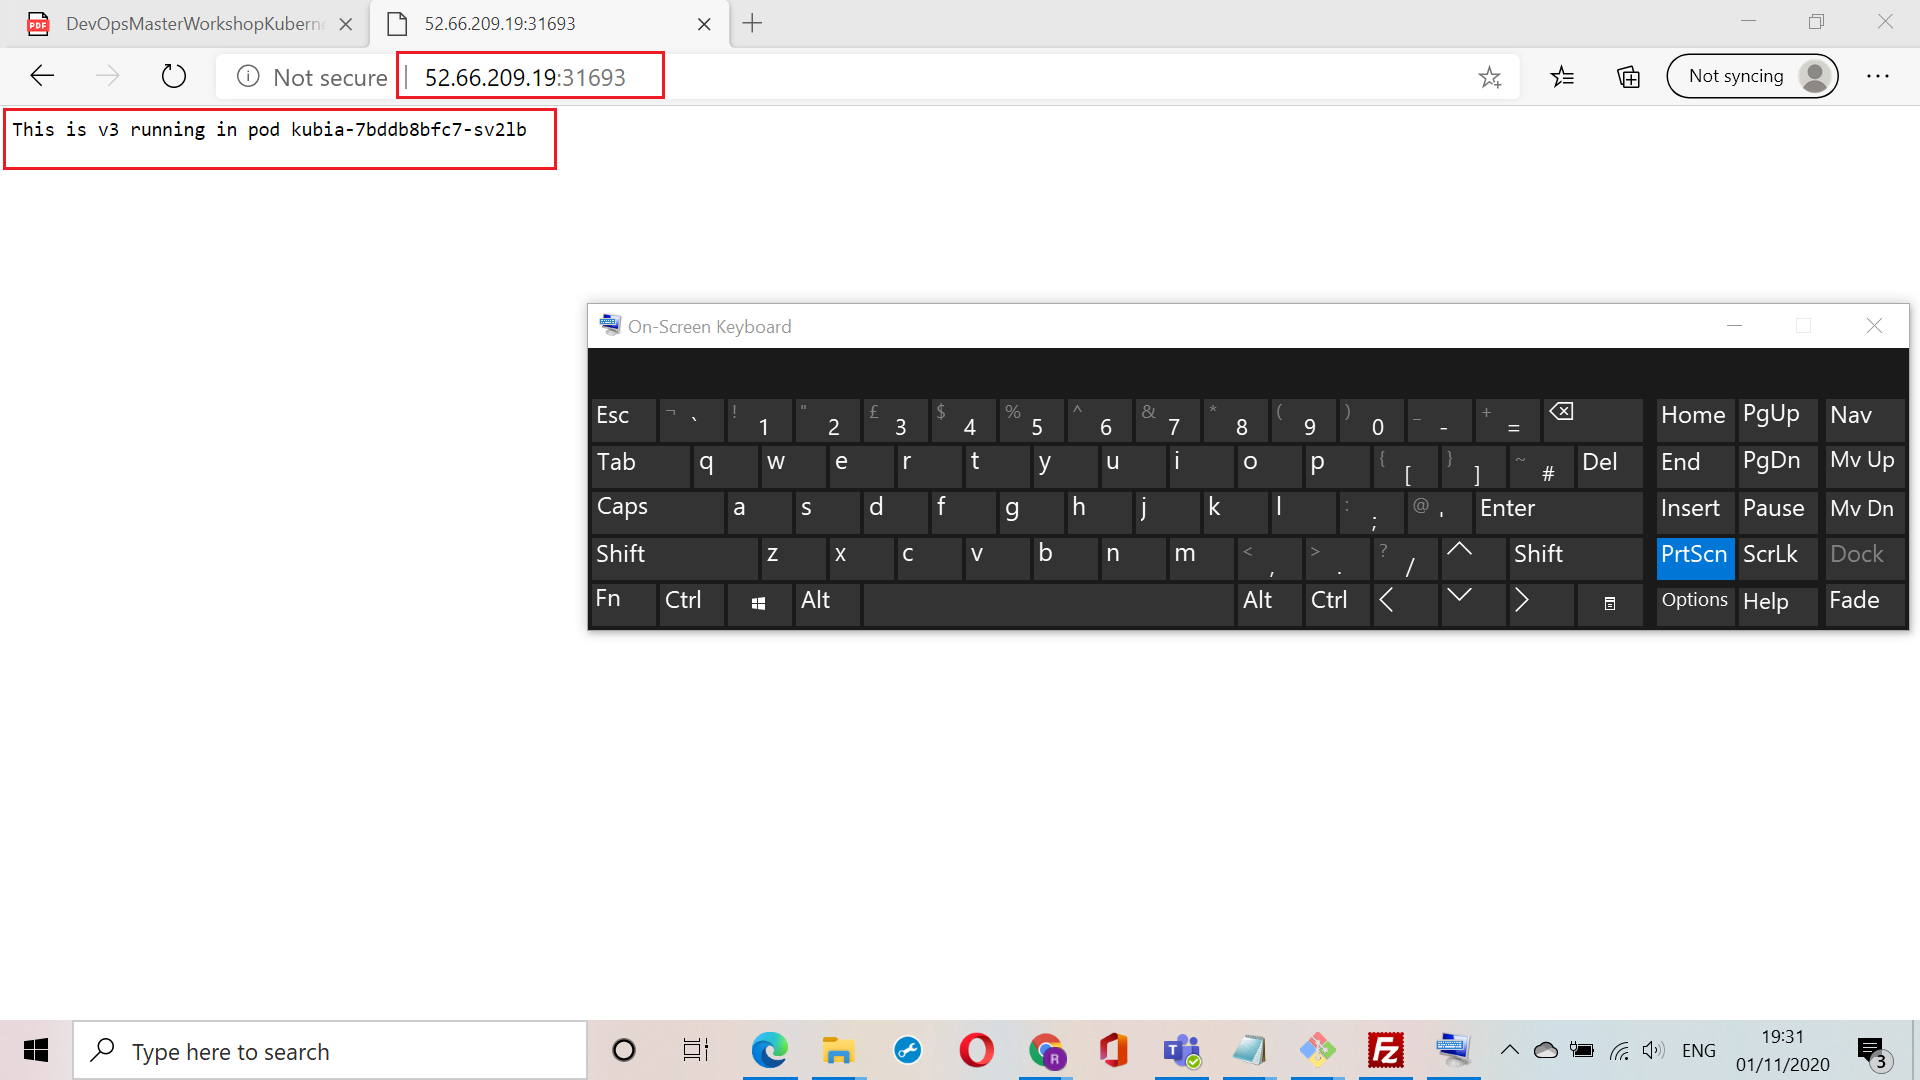 DevOpsMasterWorkshopKuberne
52.66.209.19:31693
Not secure | 52.66.209.19:31693
Not syncing
This is v3 running in pod kubia-7bddb8bfc7-sv2lb
On-Screen Keyboard
Esc ¬ ` ! 1 " 2 £ 3 $ 4 % 5 ^ 6 & 7 * 8 ( 9 ) 0 _ - + = Home PgUp Nav
Tab q w e r t y u i o p { [ } ] ~ # Del End PgDn Mv Up
Caps a s d f g h j k l : ; @ ' Enter Insert Pause Mv Dn
Shift z x c v b n m < , > . ? / Shift PrtScn ScrLk Dock
Fn Ctrl Alt Alt Ctrl Options Help Fade
Type here to search
PDF
R
Fz
ENG
19:31
01/11/2020
3